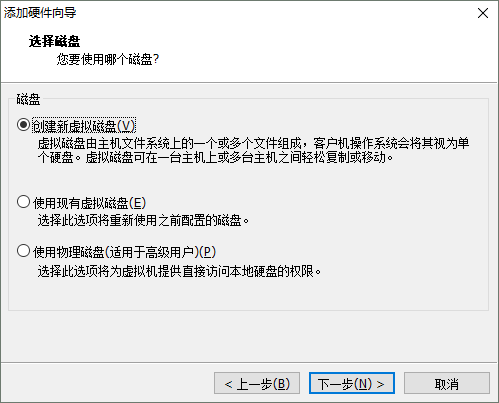 添加硬件向导
选择磁盘
您要使用哪个磁盘?
磁盘
创建新虚拟磁盘(V)
虚拟磁盘由主机文件系统上的一个或多个文件组成，客户机操作系统会将其视为单
个硬盘。虚拟磁盘可在一台主机上或多台主机之间轻松复制或移动。
使用现有虚拟磁盘(E)
选择此选项将重新使用之前配置的磁盘。
使用物理磁盘(适用于高级用户)(P)
选择此选项将为虚拟机提供直接访问本地硬盘的权限。
< 上一步(B)
下一步(N) >
取消